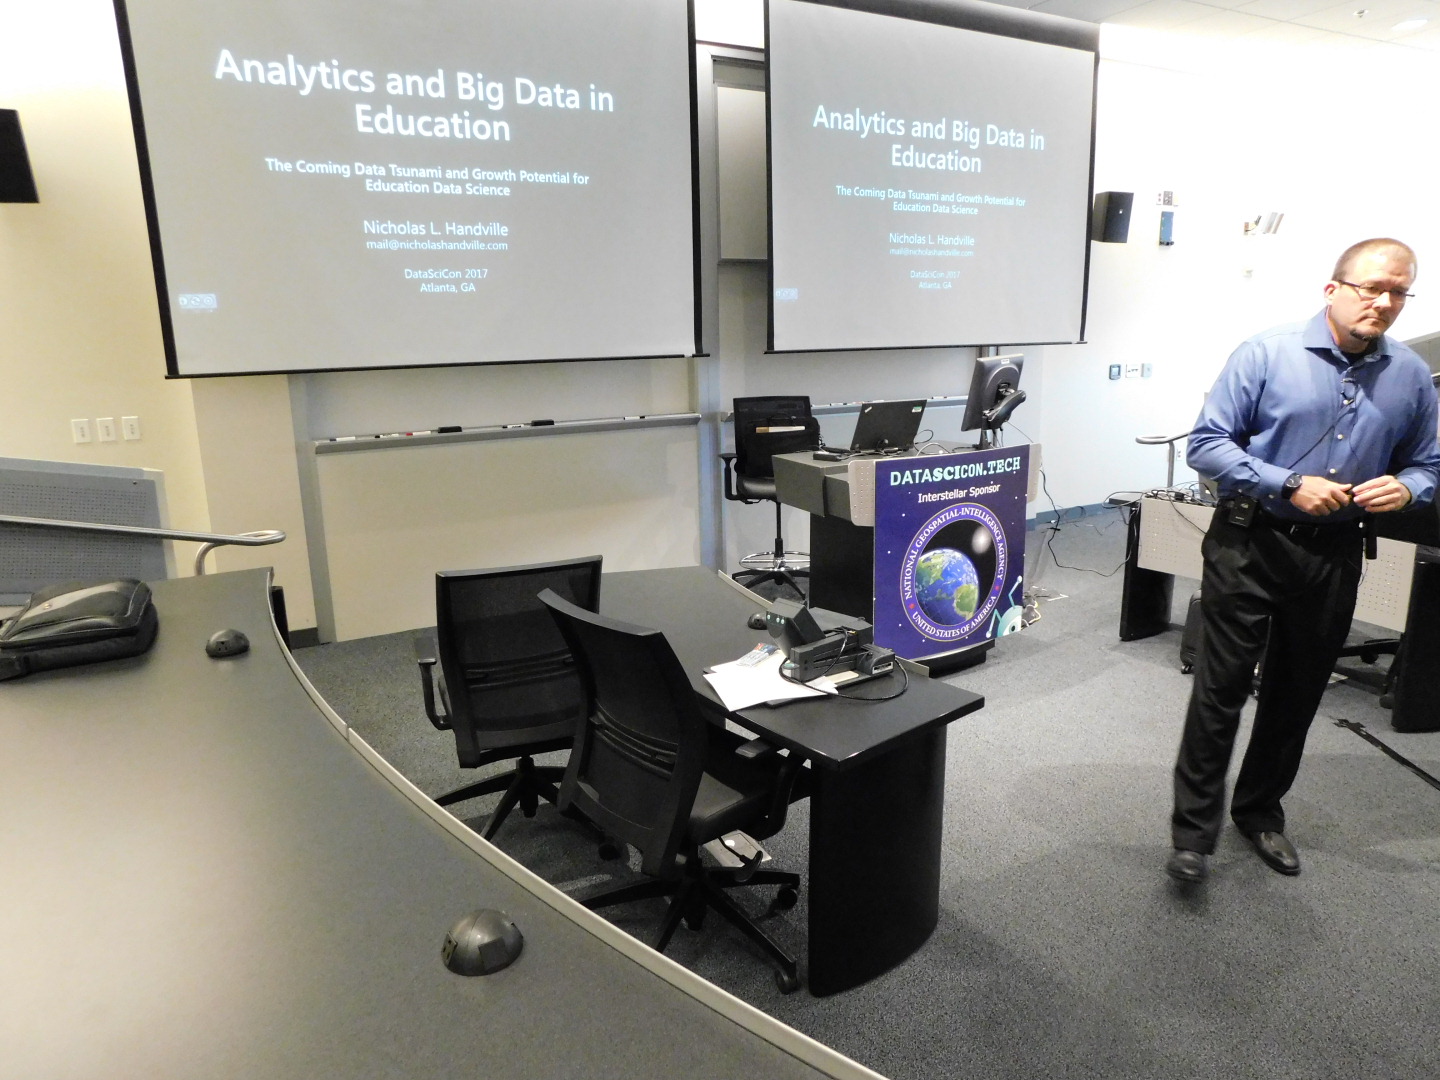 Analytics and Big Data in
Education
The Coming Data Tsunami and Growth Potential for
Education Data Science
Nicholas L. Handville
mail@nicholashandville.com
DataSciCon 2017
Atlanta, GA
Analytics and Big Data in
Education
The Coming Data Tsunami and Growth Potential for
Education Data Science
Nicholas L. Handville
mail@nicholashandville.com
DataSciCon 2017
Atlanta, GA
DATASCICON.TECH
Interstellar Sponsor
NATIONAL GEOSPATIAL-INTELLIGENCE AGENCY
UNITED STATES OF AMERICA